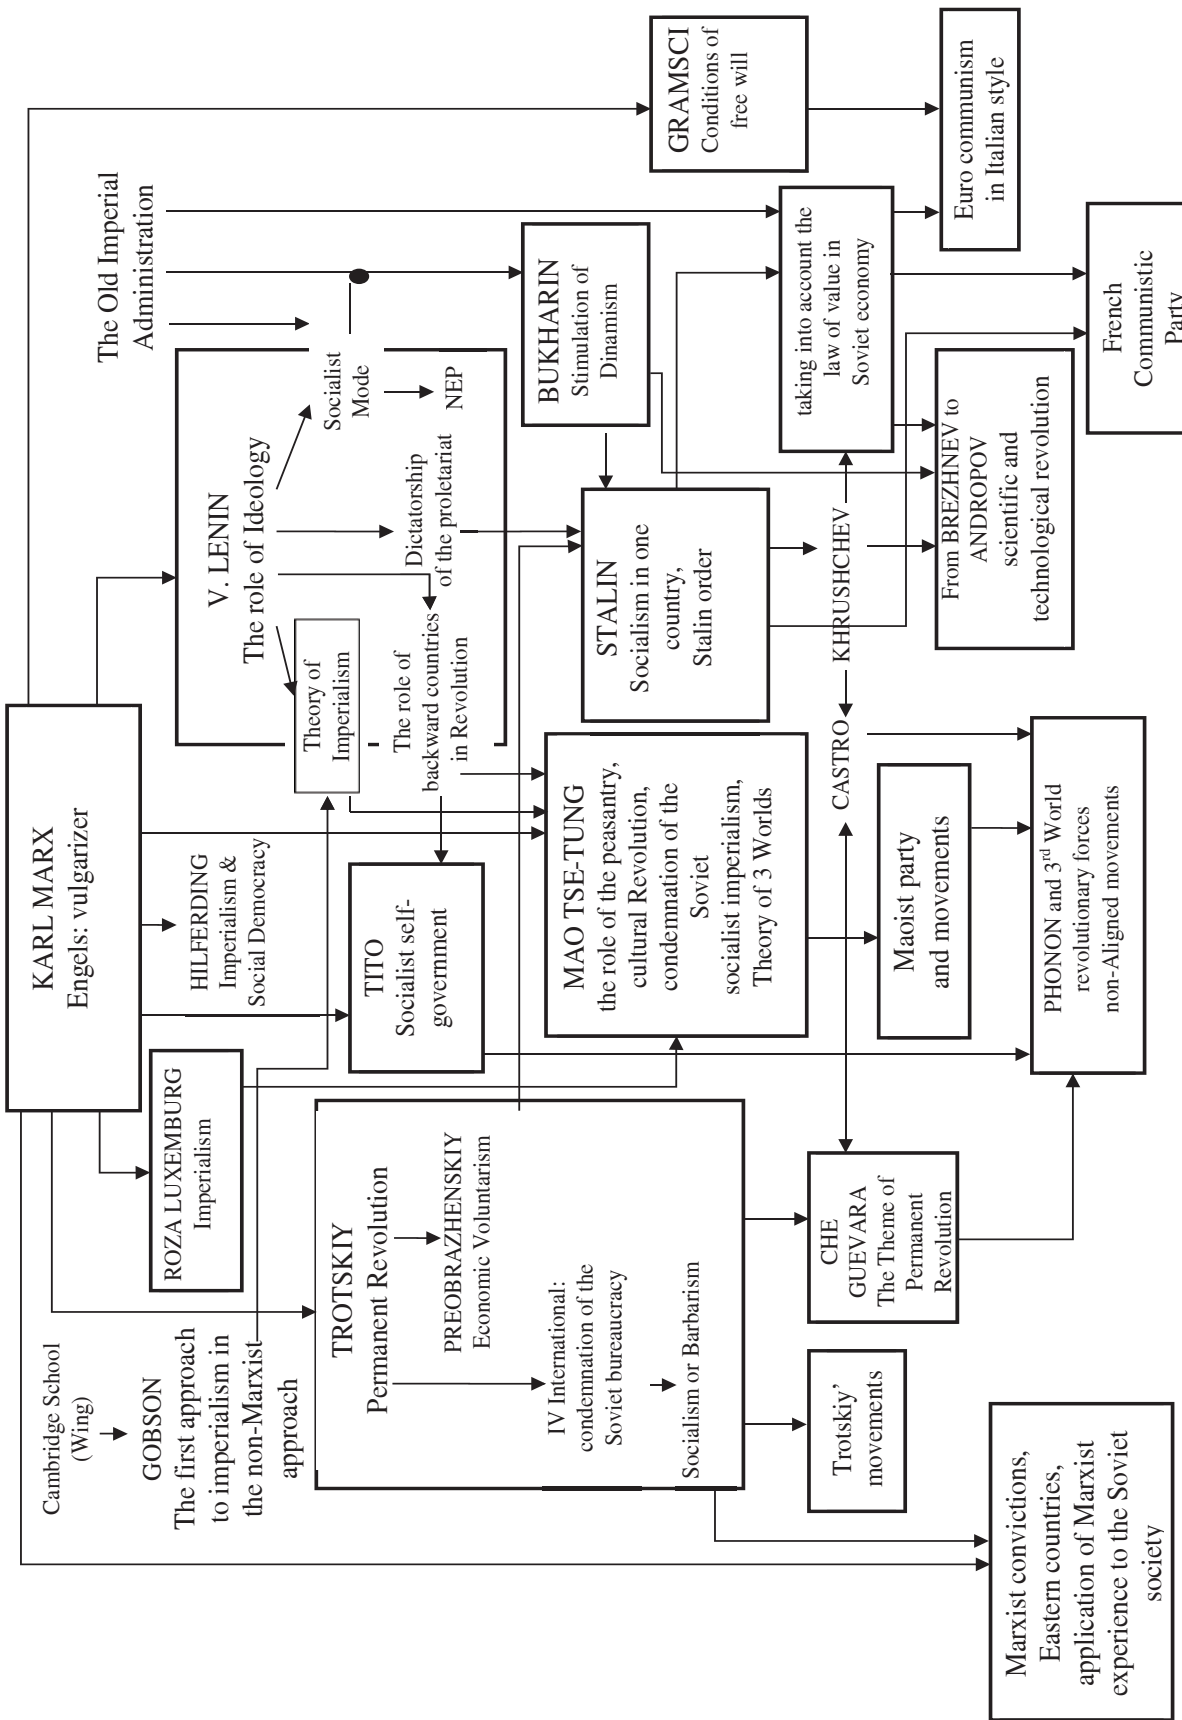 KARL MARX
Engels: vulgarizer
Cambridge School
(Wing)
GOBSON
The first approach
to imperialism in
the non-Marxist
approach
ROZA LUXEMBURG
Imperialism
HILFERDING
Imperialism &
Social Democracy
V. LENIN
The role of Ideology
Theory of
Imperialism
The role of
backward countries
in Revolution
Dictatorship
of the proletariat
Socialist
Mode
NEP
The Old Imperial
Administration
TROTSKIY
Permanent Revolution
PREOBRAZHENSKIY
Economic Voluntarism
IV International:
condemnation of the
Soviet bureaucracy
Socialism or Barbarism
TITO
Socialist self-
government
MAO TSE-TUNG
the role of the peasantry,
cultural Revolution,
condemnation of the
Soviet
socialist imperialism,
Theory of 3 Worlds
STALIN
Socialism in one
country,
Stalin order
BUKHARIN
Stimulation of
Dinamism
GRAMSCI
Conditions of
free will
Trotskiy’
movements
CHE
GUEVARA
The Theme of
Permanent
Revolution
CASTRO
KHRUSHCHEV
taking into account the
law of value in
Soviet economy
Maoist party
and movements
From BREZHNEV to
ANDROPOV
scientific and
technological revolution
Euro communism
in Italian style
Marxist convictions,
Eastern countries,
application of Marxist
experience to the Soviet
society
PHONON and 3rd World
revolutionary forces
non-Aligned movements
French
Communistic
Party